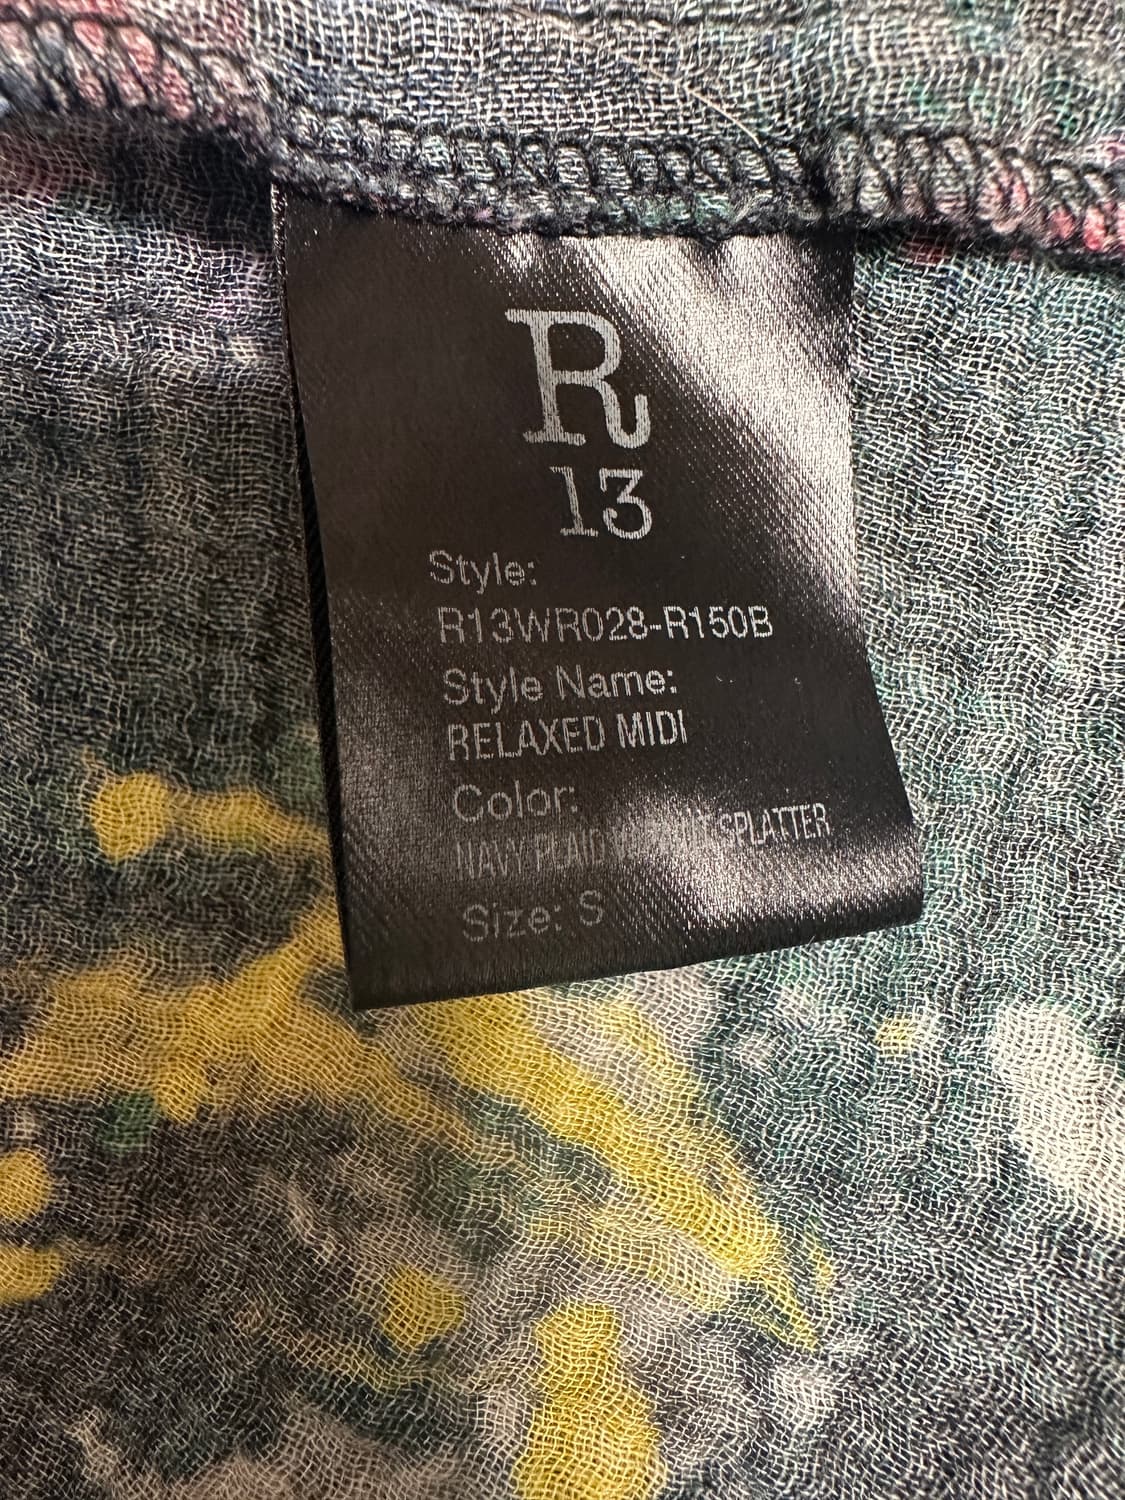 R
13
Style:
R13WR028-R150B
Style Name:
RELAXED MIDI
Color:
NAVY PLAID SPLATTER
Size: S